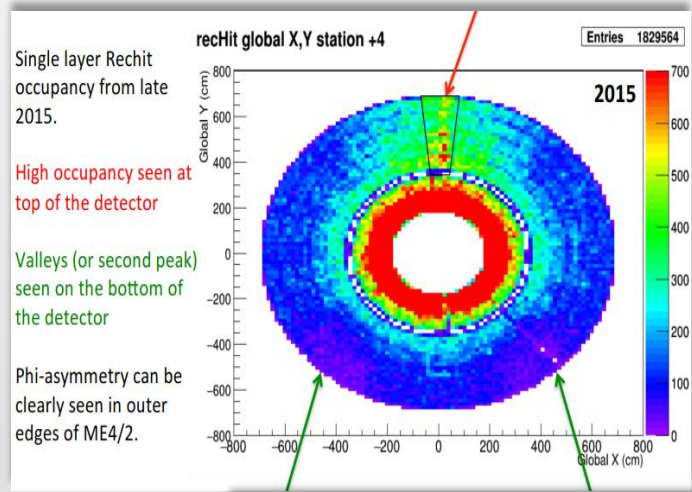 recHit global X,Y station +4
Entries 1829564
Single layer Rechit
occupancy from late
2015.
High occupancy seen at
top of the detector
Valleys (or second peak)
seen on the bottom of
the detector
Phi-asymmetry can be
clearly seen in outer
edges of ME4/2.
2015
Global Y (cm)
800
600
400
200
0
−200
−400
−600
−800
−800
−600
−400
−200
0
200
400
600
800
Global X (cm)
700
600
500
400
300
200
100
0